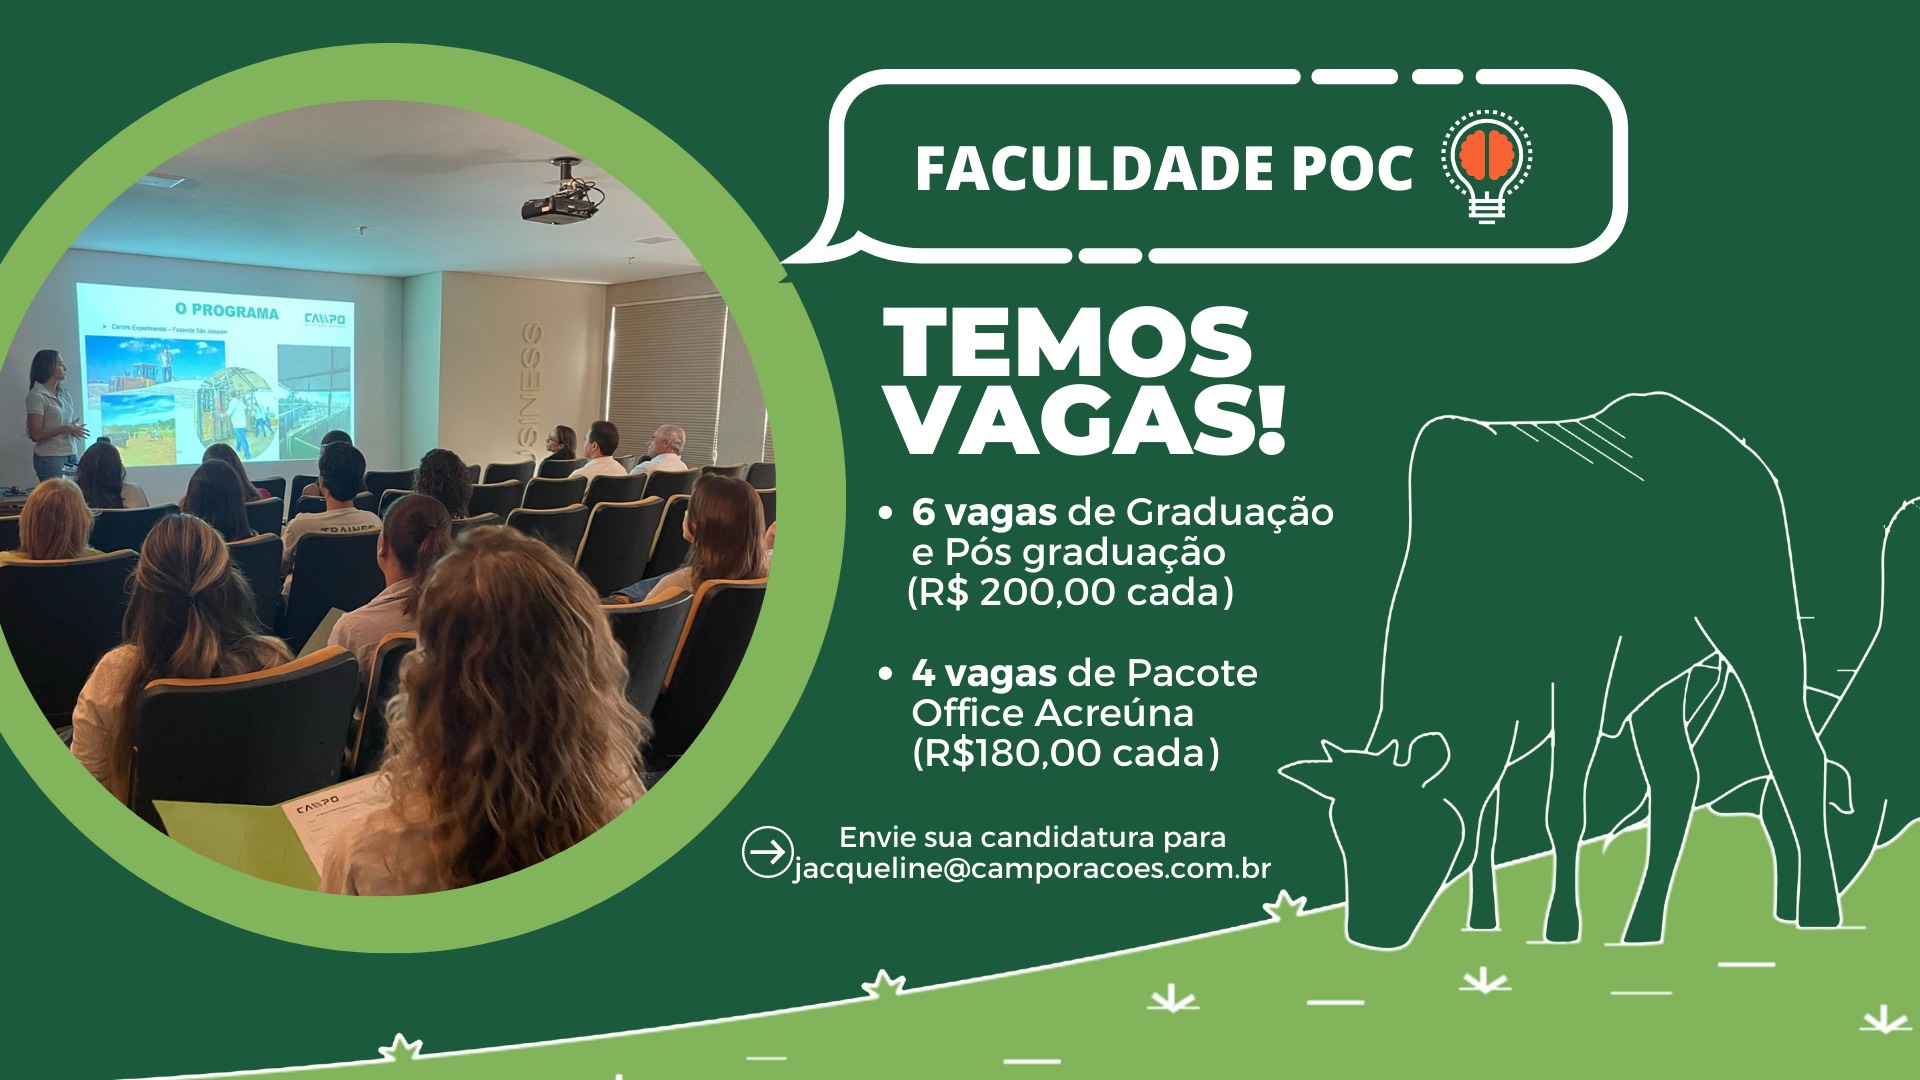 FACULDADE POC
TEMOS
VAGAS!
• 6 vagas de Graduação
e Pós graduação
(R$ 200,00 cada)
• 4 vagas de Pacote
Office Acreúna
(R$180,00 cada)
Envie sua candidatura para
jacqueline@camporacoes.com.br
O PROGRAMA
CAMPO
> Centro Experimental – Fazenda São Joaquim
USINESS
TRAINEE
CAMPO